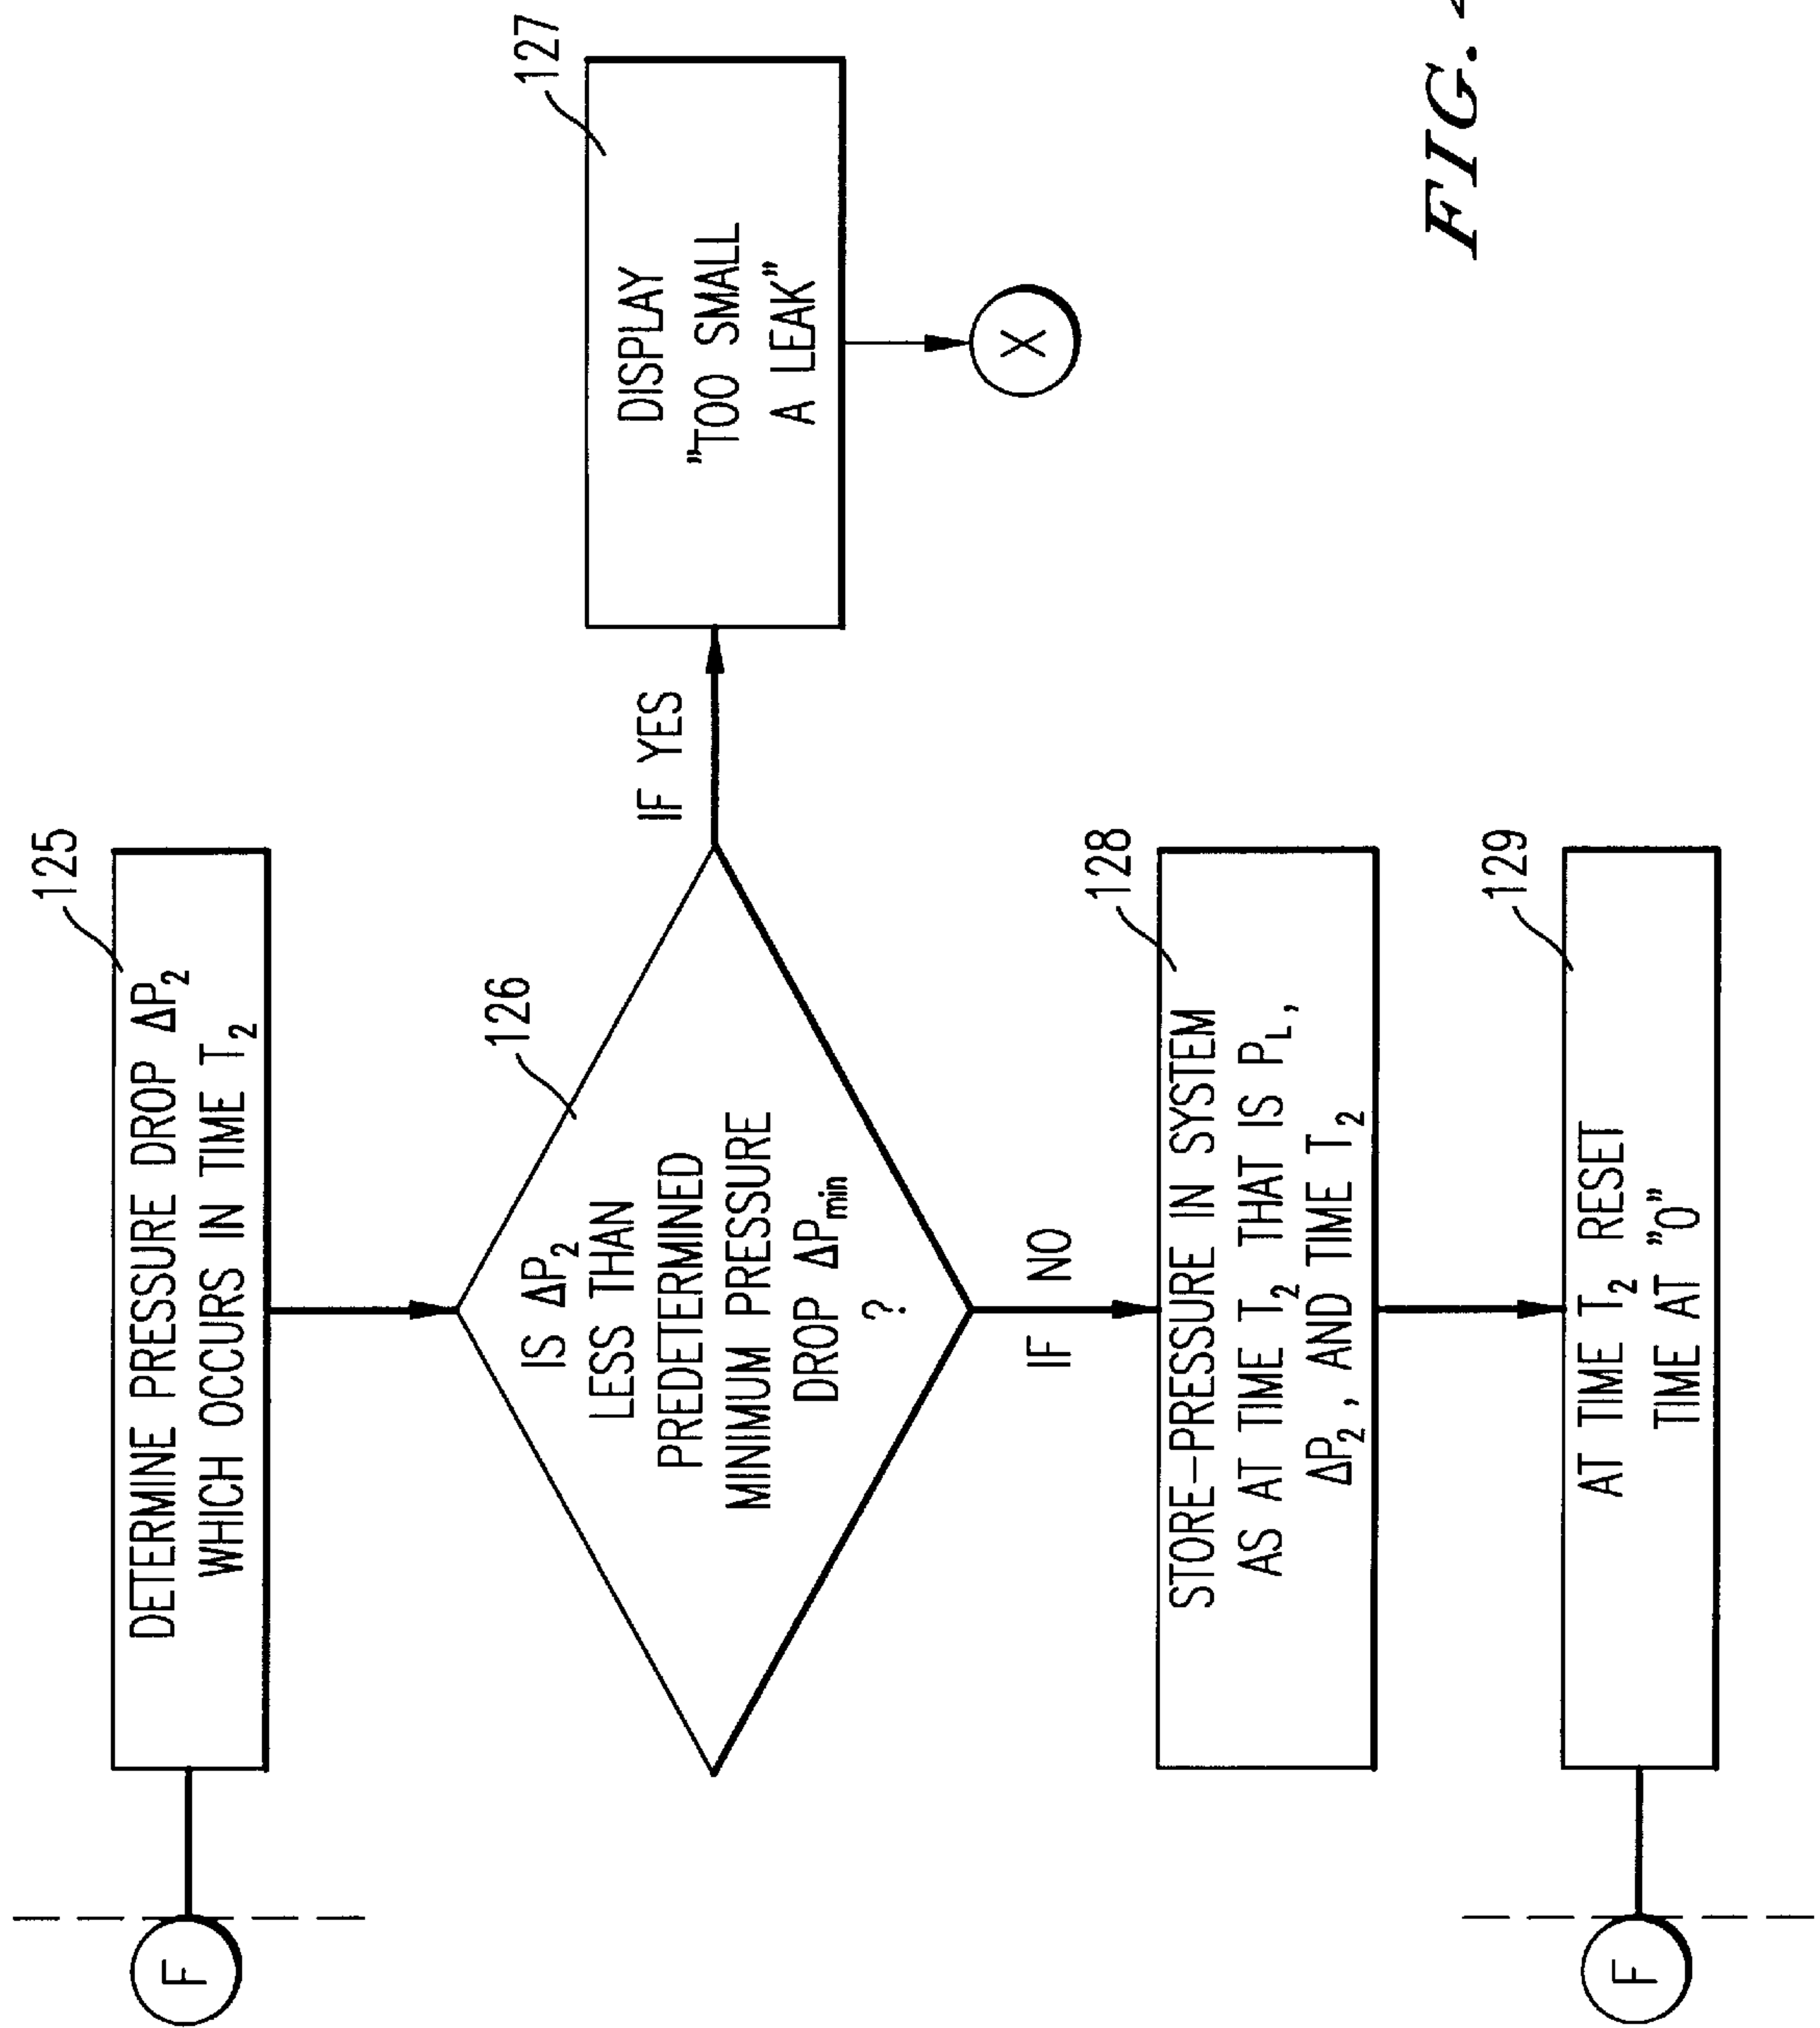 F
125
DETERMINE PRESSURE DROP ΔP₂
WHICH OCCURS IN TIME T₂
126
IS ΔP₂
LESS THAN
PREDETERMINED
MINIMUM PRESSURE
DROP ΔPmin
?
IF YES
127
DISPLAY
"TOO SMALL
A LEAK"
X
IF NO
128
STORE-PRESSURE IN SYSTEM
AS AT TIME T₂ THAT IS P_L,
ΔP₂, AND TIME T₂
129
AT TIME T₂ RESET
TIME AT "0"
F
FIG.